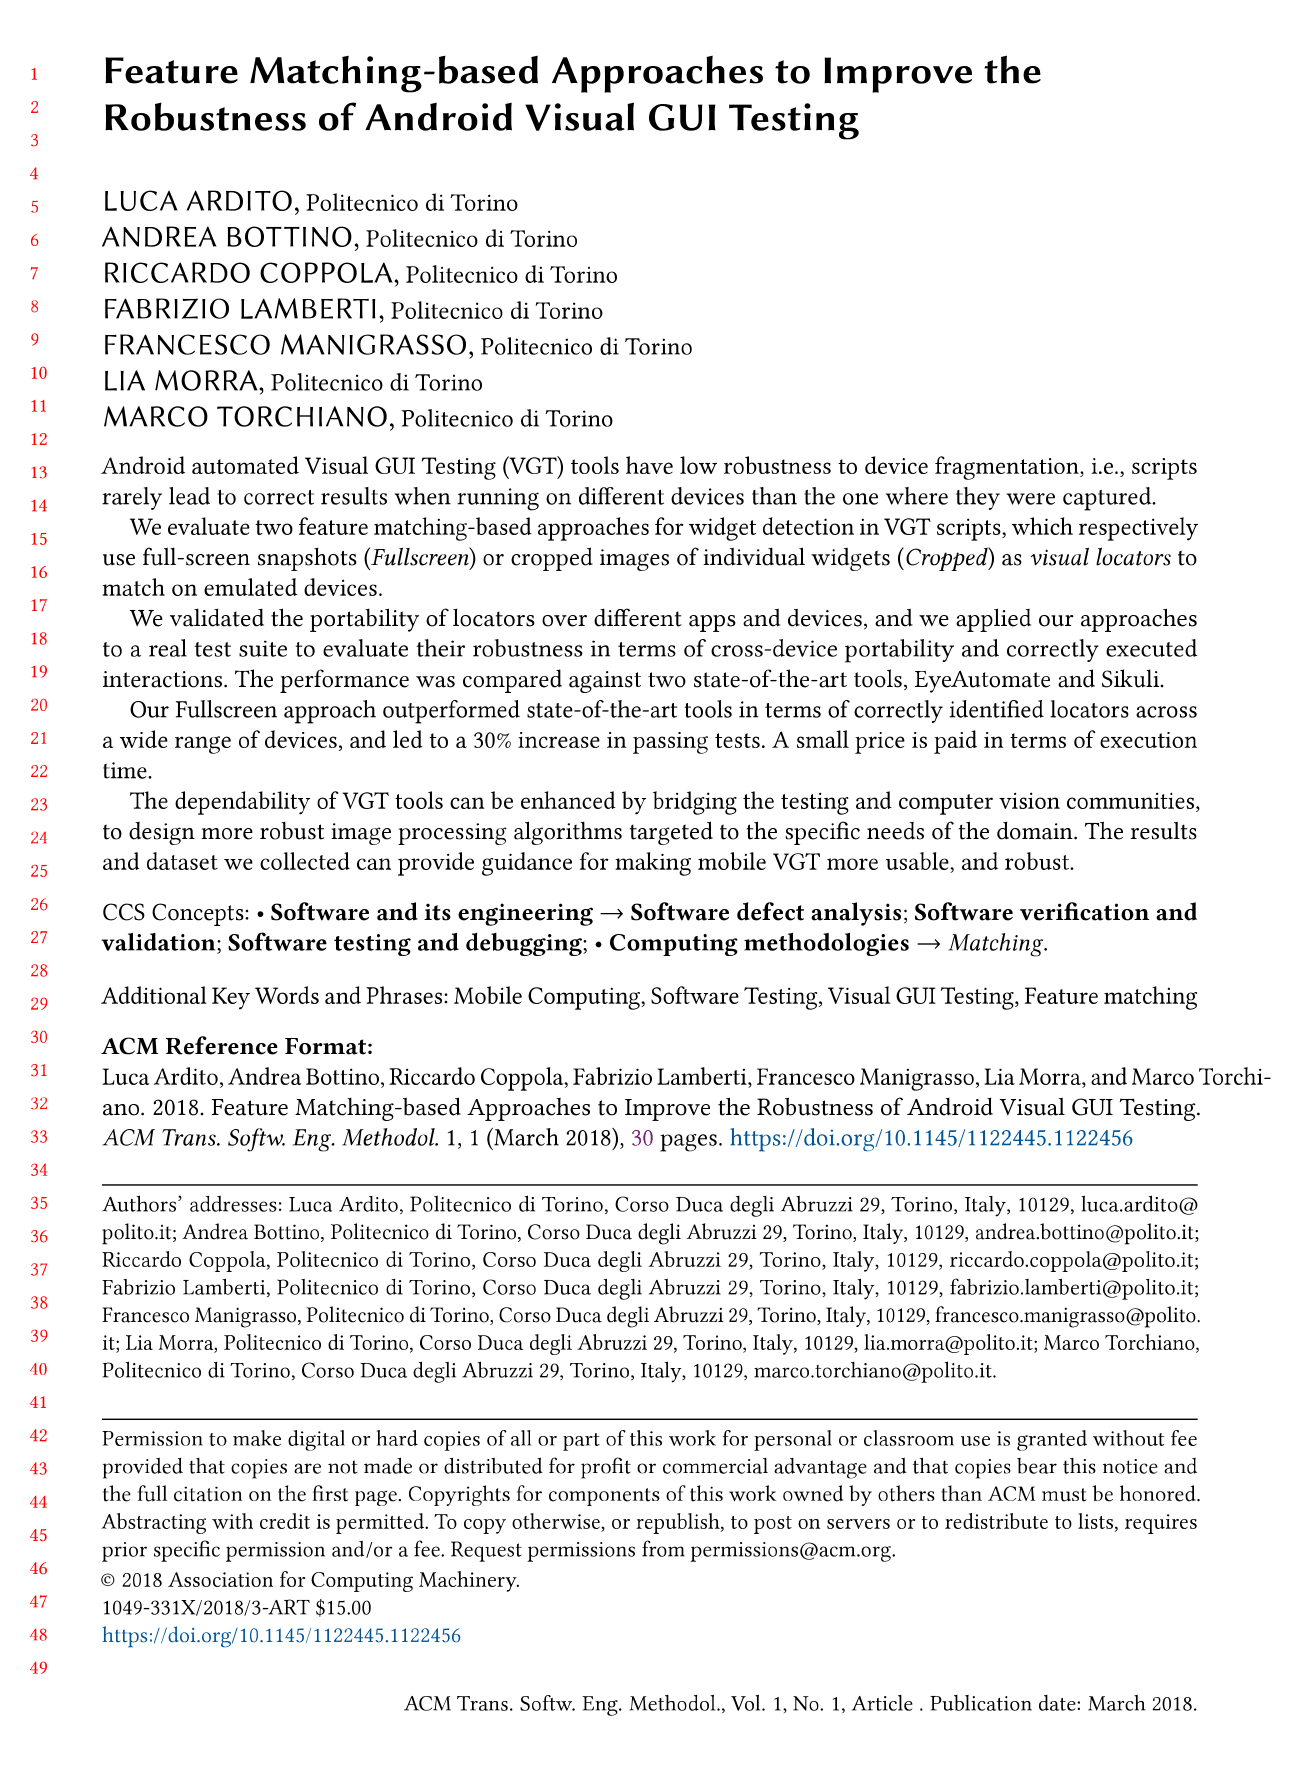 Feature Matching-based Approaches to Improve the
Robustness of Android Visual GUI Testing
LUCA ARDITO, Politecnico di Torino
ANDREA BOTTINO, Politecnico di Torino
RICCARDO COPPOLA, Politecnico di Torino
FABRIZIO LAMBERTI, Politecnico di Torino
FRANCESCO MANIGRASSO, Politecnico di Torino
LIA MORRA, Politecnico di Torino
MARCO TORCHIANO, Politecnico di Torino
Android automated Visual GUI Testing (VGT) tools have low robustness to device fragmentation, i.e., scripts
rarely lead to correct results when running on different devices than the one where they were captured.
We evaluate two feature matching-based approaches for widget detection in VGT scripts, which respectively
use full-screen snapshots (Fullscreen) or cropped images of individual widgets (Cropped) as visual locators to
match on emulated devices.
We validated the portability of locators over different apps and devices, and we applied our approaches
to a real test suite to evaluate their robustness in terms of cross-device portability and correctly executed
interactions. The performance was compared against two state-of-the-art tools, EyeAutomate and Sikuli.
Our Fullscreen approach outperformed state-of-the-art tools in terms of correctly identified locators across
a wide range of devices, and led to a 30% increase in passing tests. A small price is paid in terms of execution
time.
The dependability of VGT tools can be enhanced by bridging the testing and computer vision communities,
to design more robust image processing algorithms targeted to the specific needs of the domain. The results
and dataset we collected can provide guidance for making mobile VGT more usable, and robust.
CCS Concepts: • Software and its engineering → Software defect analysis; Software verification and
validation; Software testing and debugging; • Computing methodologies → Matching.
Additional Key Words and Phrases: Mobile Computing, Software Testing, Visual GUI Testing, Feature matching
ACM Reference Format:
Luca Ardito, Andrea Bottino, Riccardo Coppola, Fabrizio Lamberti, Francesco Manigrasso, Lia Morra, and Marco Torchi-
ano. 2018. Feature Matching-based Approaches to Improve the Robustness of Android Visual GUI Testing.
ACM Trans. Softw. Eng. Methodol. 1, 1 (March 2018), 30 pages. https://doi.org/10.1145/1122445.1122456
Authors' addresses: Luca Ardito, Politecnico di Torino, Corso Duca degli Abruzzi 29, Torino, Italy, 10129, luca.ardito@
polito.it; Andrea Bottino, Politecnico di Torino, Corso Duca degli Abruzzi 29, Torino, Italy, 10129, andrea.bottino@polito.it;
Riccardo Coppola, Politecnico di Torino, Corso Duca degli Abruzzi 29, Torino, Italy, 10129, riccardo.coppola@polito.it;
Fabrizio Lamberti, Politecnico di Torino, Corso Duca degli Abruzzi 29, Torino, Italy, 10129, fabrizio.lamberti@polito.it;
Francesco Manigrasso, Politecnico di Torino, Corso Duca degli Abruzzi 29, Torino, Italy, 10129, francesco.manigrasso@polito.
it; Lia Morra, Politecnico di Torino, Corso Duca degli Abruzzi 29, Torino, Italy, 10129, lia.morra@polito.it; Marco Torchiano,
Politecnico di Torino, Corso Duca degli Abruzzi 29, Torino, Italy, 10129, marco.torchiano@polito.it.
Permission to make digital or hard copies of all or part of this work for personal or classroom use is granted without fee
provided that copies are not made or distributed for profit or commercial advantage and that copies bear this notice and
the full citation on the first page. Copyrights for components of this work owned by others than ACM must be honored.
Abstracting with credit is permitted. To copy otherwise, or republish, to post on servers or to redistribute to lists, requires
prior specific permission and/or a fee. Request permissions from permissions@acm.org.
© 2018 Association for Computing Machinery.
1049-331X/2018/3-ART $15.00
https://doi.org/10.1145/1122445.1122456
ACM Trans. Softw. Eng. Methodol., Vol. 1, No. 1, Article . Publication date: March 2018.
1
2
3
4
5
6
7
8
9
10
11
12
13
14
15
16
17
18
19
20
21
22
23
24
25
26
27
28
29
30
31
32
33
34
35
36
37
38
39
40
41
42
43
44
45
46
47
48
49